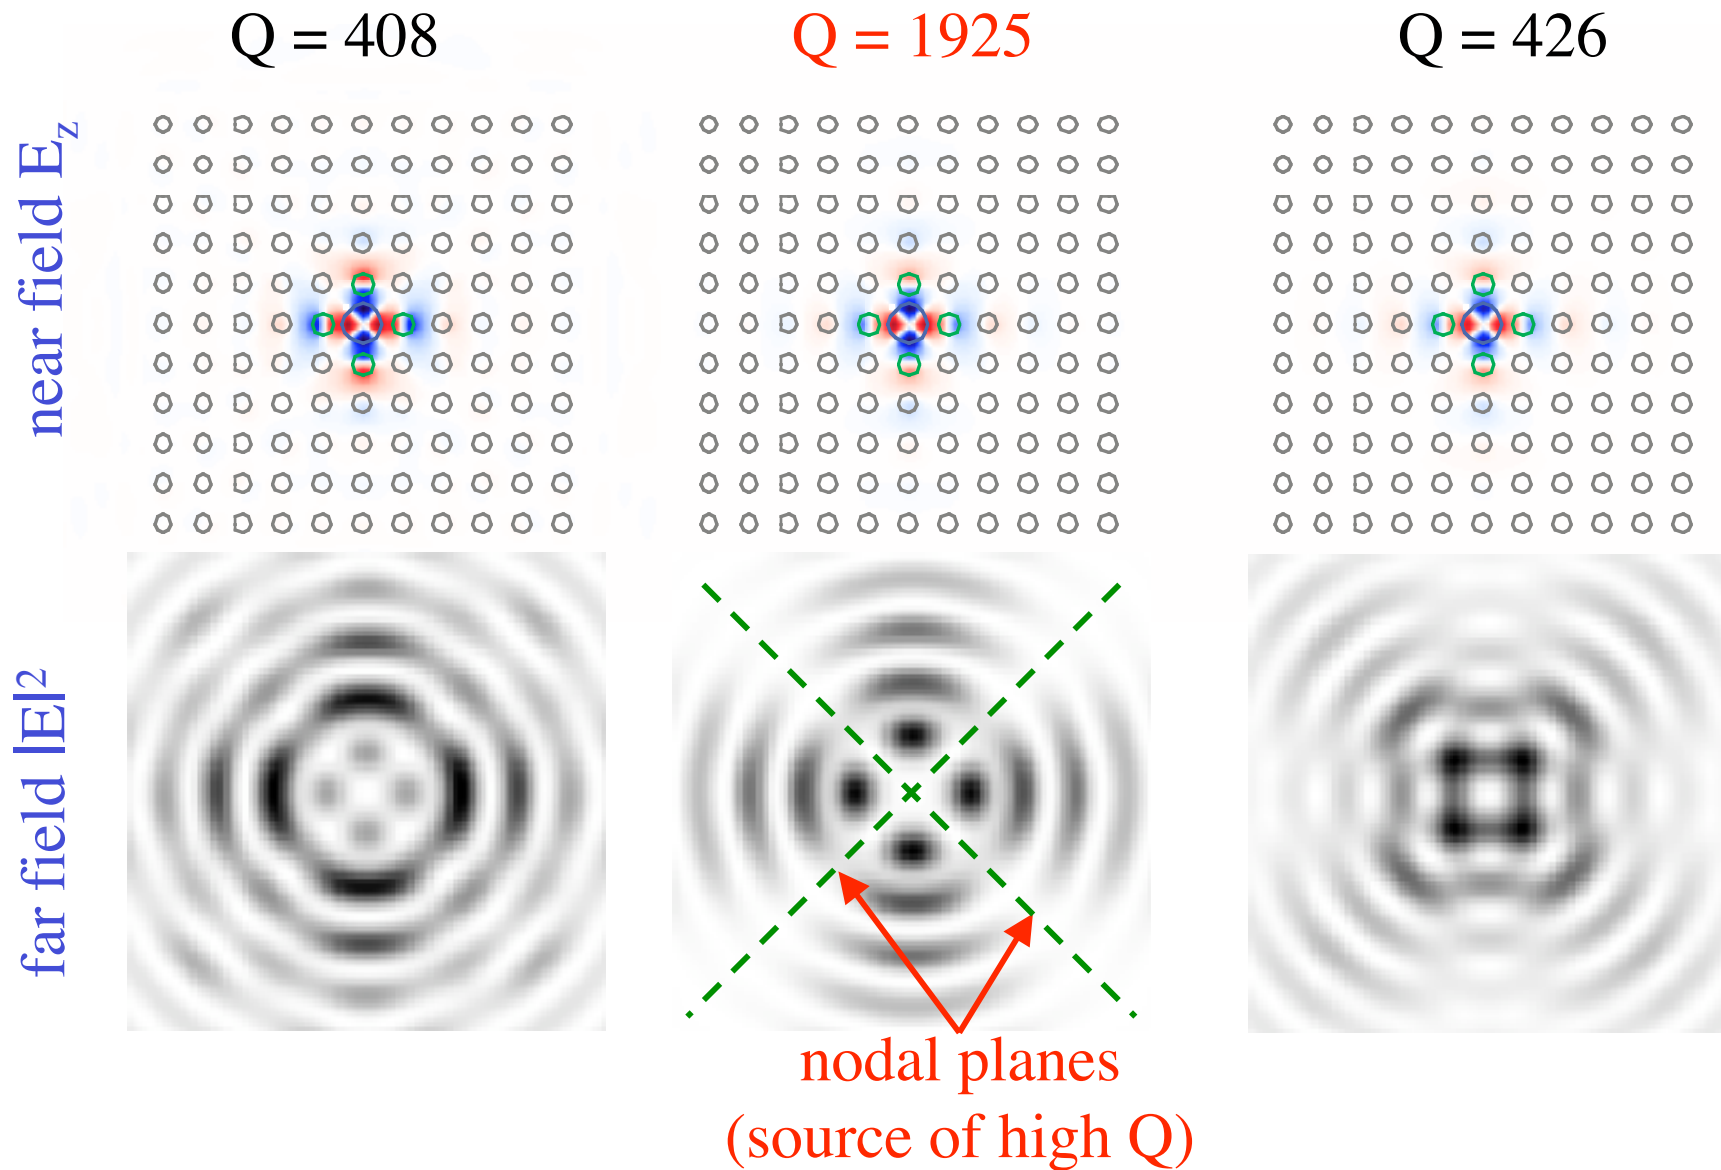 Q = 408
Q = 1925
Q = 426
near field E_z
far field |E|²
nodal planes
(source of high Q)